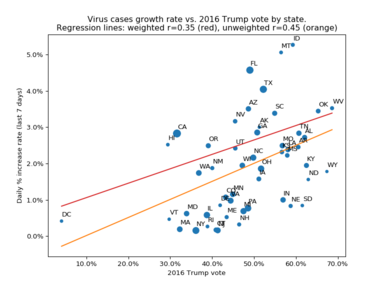 Virus cases growth rate vs. 2016 Trump vote by state.
Regression lines: weighted r=0.35 (red), unweighted r=0.45 (orange)
ID
MT
5.0%
FL
TX
4.0%
AZ
OK
WV
SC
NV
AK
GA
3.0%
CA
TN
AL
HI
OR
UT
MO
NC
2.0%
WA
NM
WI
OH
KY
WY
ND
IA
1.0%
MN
PA
IN
NE
SD
MD
IL
ME
DC
VT
RI
NH
0.0%
MA
NY
10.0%
20.0%
30.0%
40.0%
50.0%
60.0%
70.0%
Daily % increase rate (last 7 days)
2016 Trump vote